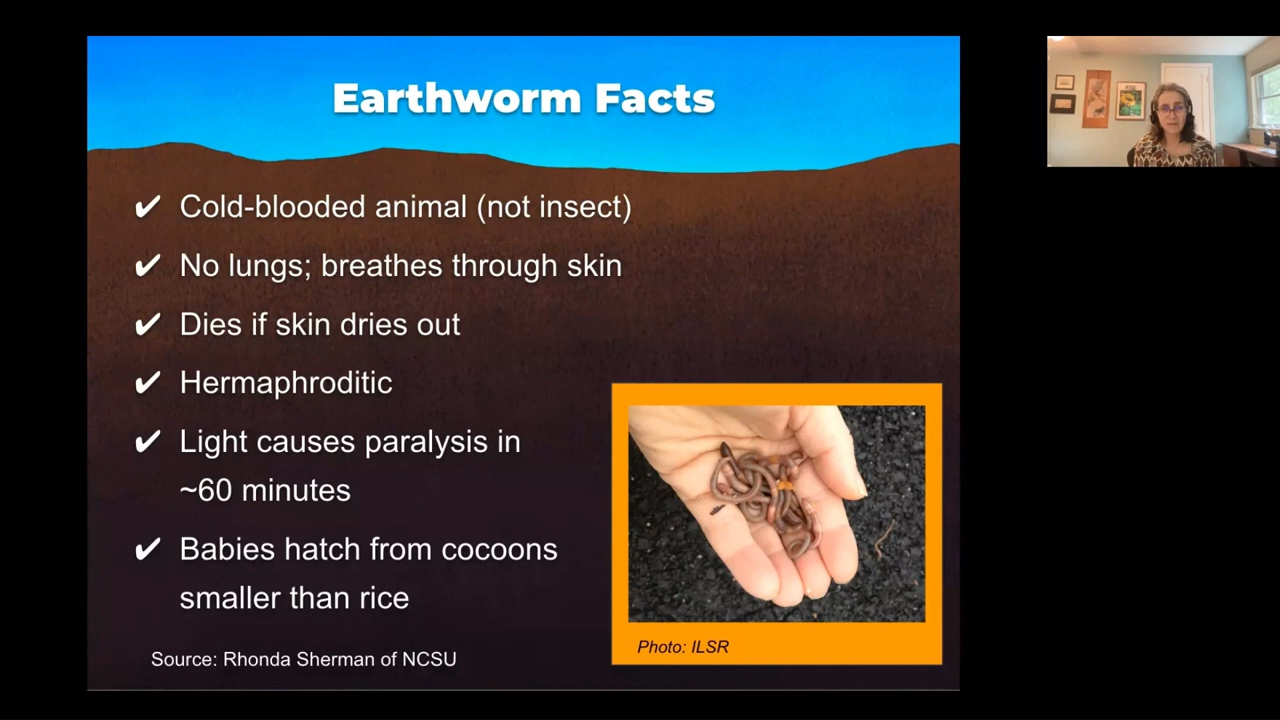 Earthworm Facts
✔ Cold-blooded animal (not insect)
✔ No lungs; breathes through skin
✔ Dies if skin dries out
✔ Hermaphroditic
✔ Light causes paralysis in
~60 minutes
✔ Babies hatch from cocoons
smaller than rice
Photo: ILSR
Source: Rhonda Sherman of NCSU